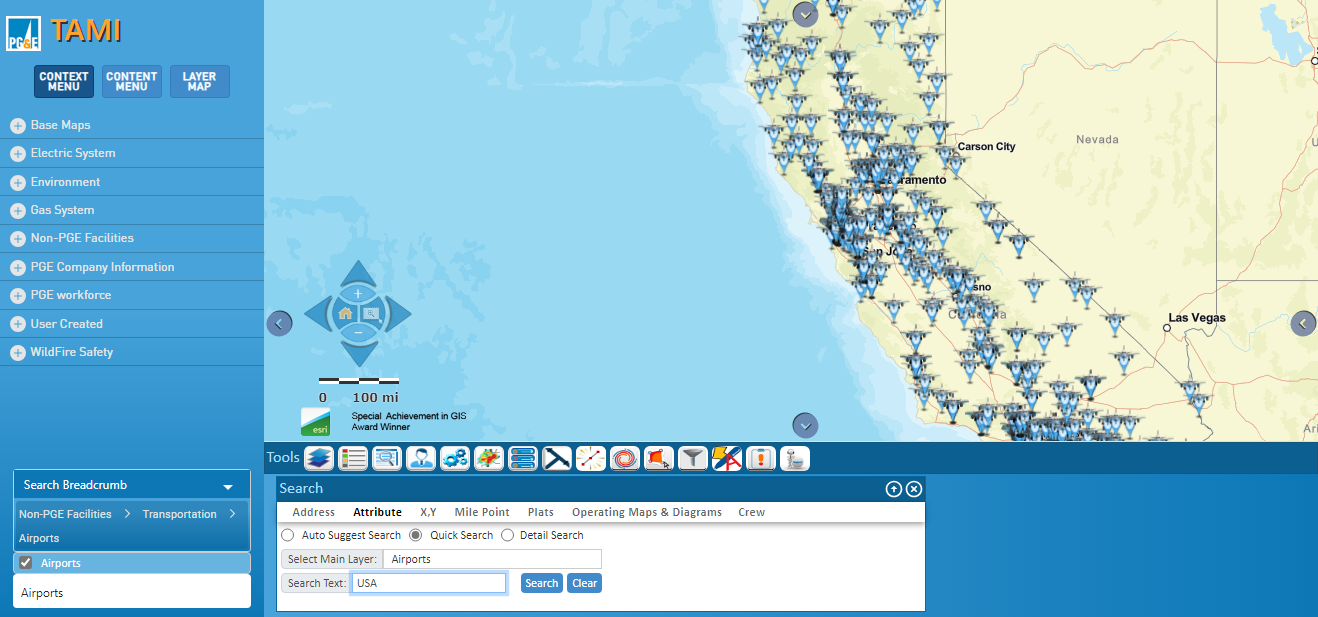 PG&E
TAMI
CONTEXT MENU
CONTENT MENU
LAYER MAP
Base Maps
Electric System
Environment
Gas System
Non-PGE Facilities
PGE Company Information
PGE workforce
User Created
WildFire Safety
Search Breadcrumb
Non-PGE Facilities
Transportation
Airports
Airports
Airports
Carson City
Nevada
ramento
San Jo
sno
Las Vegas
Ari
0 100 mi
esri
Special Achievement in GIS
Award Winner
Tools
Search
Address Attribute X,Y Mile Point Plats Operating Maps & Diagrams Crew
Auto Suggest Search Quick Search Detail Search
Select Main Layer: Airports
Search Text: USA Search Clear